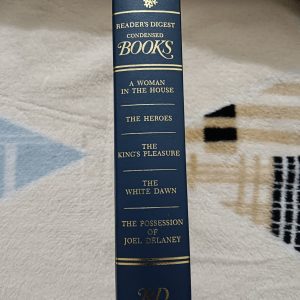 READER'S DIGEST
CONDENSED
BOOKS
A WOMAN
IN THE HOUSE
THE HEROES
THE
KING'S PLEASURE
THE
WHITE DAWN
THE POSSESSION
OF
JOEL DELANEY
RD